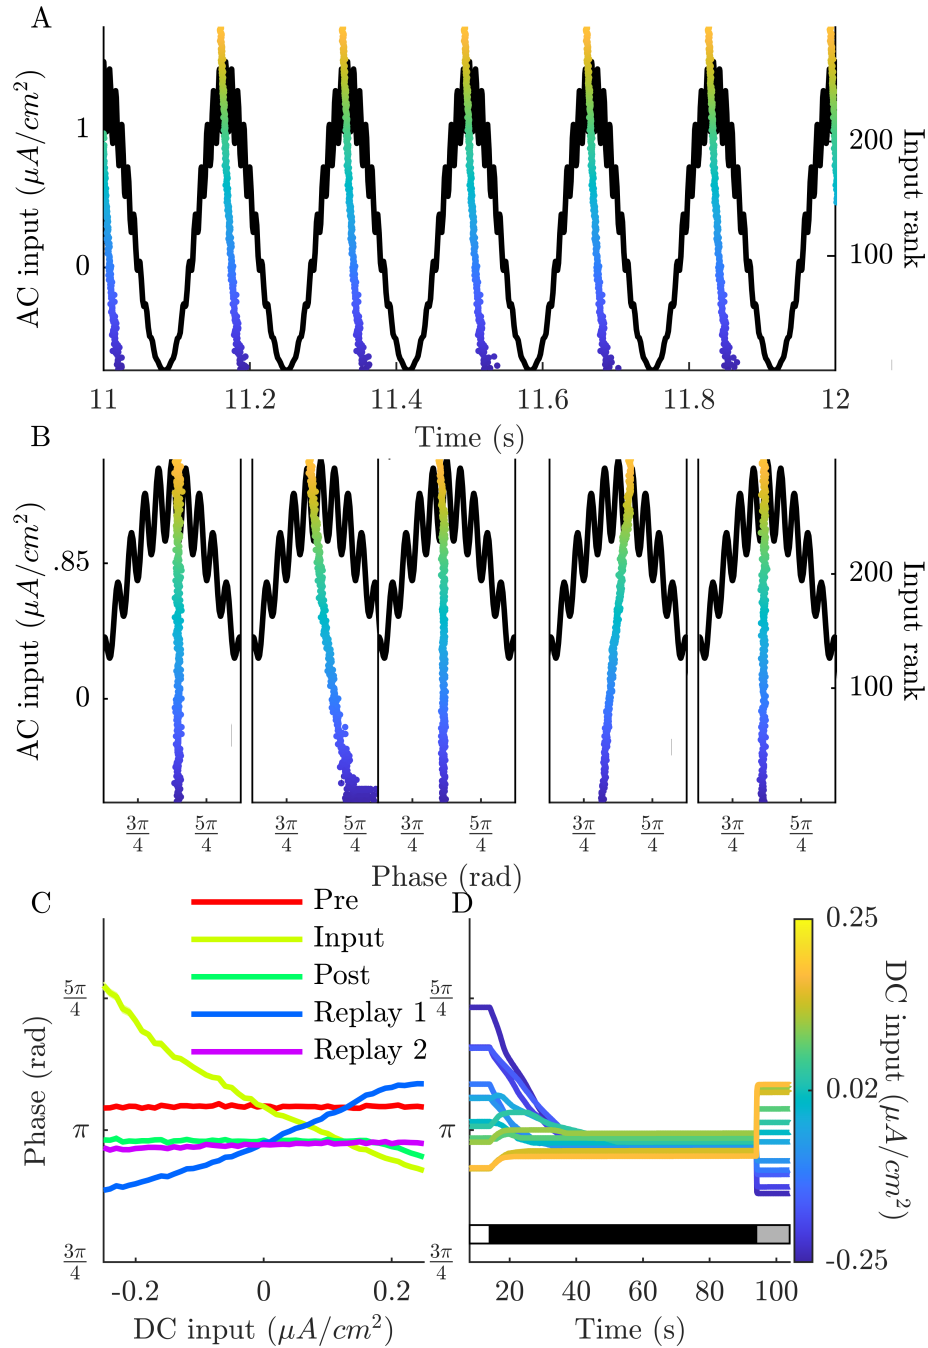 A
AC input (μA/cm²)
1
0
200
100
Input rank
11
11.2
11.4
11.6
11.8
12
Time (s)
B
AC input (μA/cm²)
.85
0
200
100
Input rank
3π/4
5π/4
3π/4
5π/4
3π/4
5π/4
3π/4
5π/4
3π/4
5π/4
Phase (rad)
C
Pre
Input
Post
Replay 1
Replay 2
Phase (rad)
5π/4
π
3π/4
-0.2
0
0.2
DC input (μA/cm²)
D
5π/4
π
3π/4
20
40
60
80
100
Time (s)
0.25
0.02
-0.25
DC input (μA/cm²)